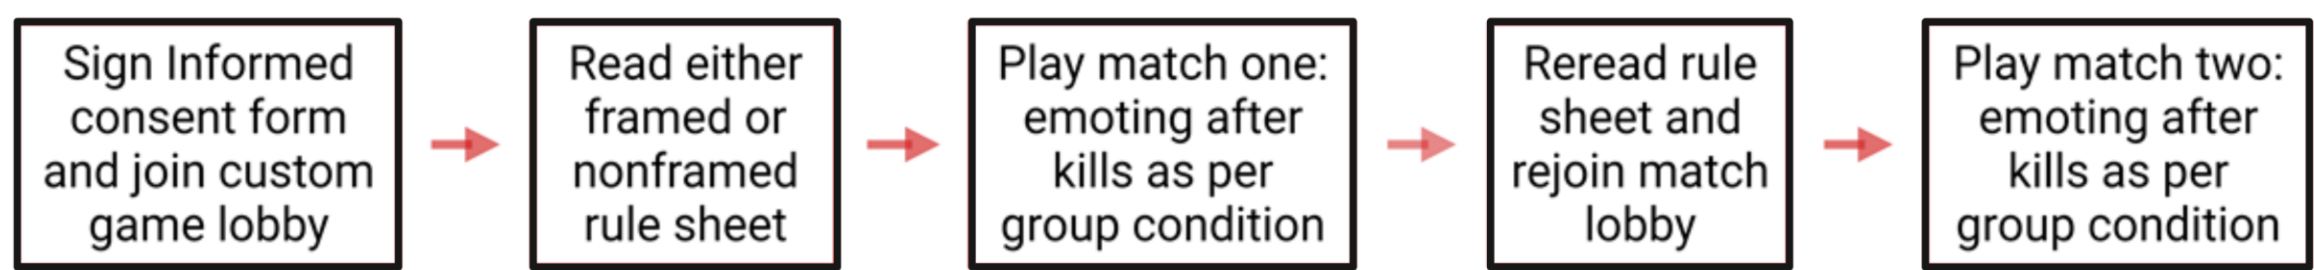 Sign Informed
consent form
and join custom
game lobby
Read either
framed or
nonframed
rule sheet
Play match one:
emoting after
kills as per
group condition
Reread rule
sheet and
rejoin match
lobby
Play match two:
emoting after
kills as per
group condition